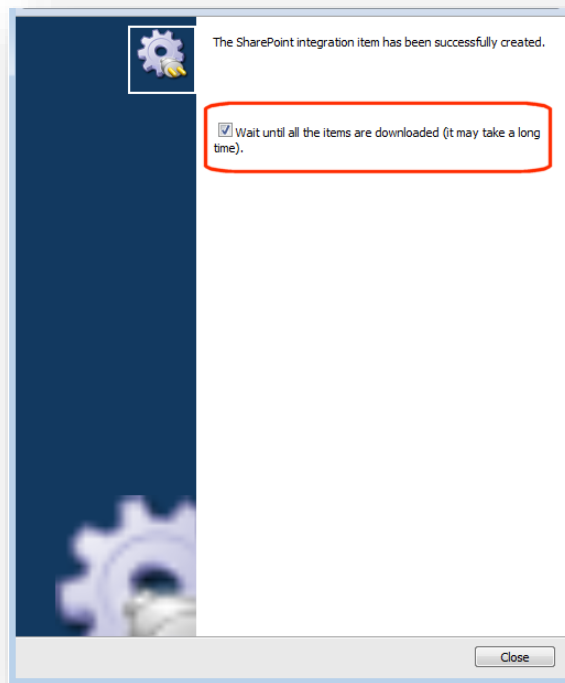 The SharePoint integration item has been successfully created.
Wait until all the items are downloaded (it may take a long
time).
Close